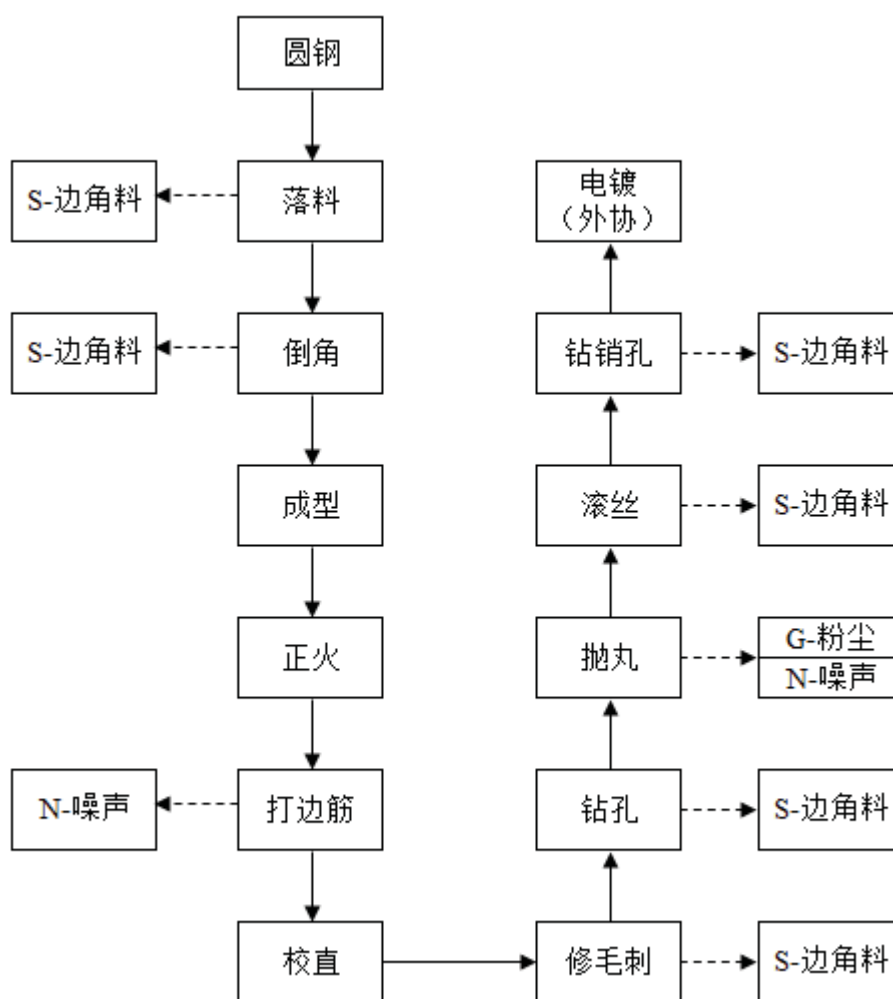 圆钢
S-边角料
落料
电镀
（外协）
S-边角料
倒角
钻销孔
S-边角料
成型
滚丝
S-边角料
正火
抛丸
G-粉尘
N-噪声
N-噪声
打边筋
钻孔
S-边角料
校直
修毛刺
S-边角料